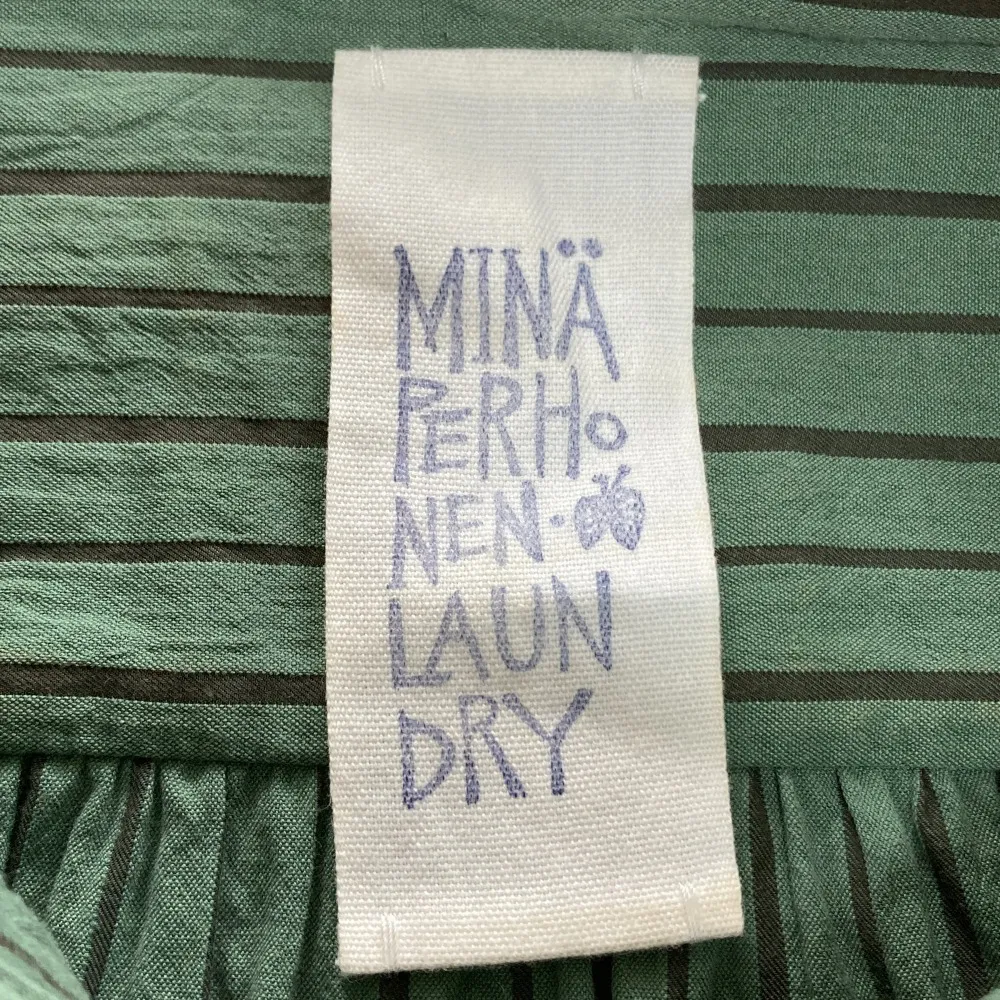 MINÄ
PERHO
NEN·
LAUN
DRY